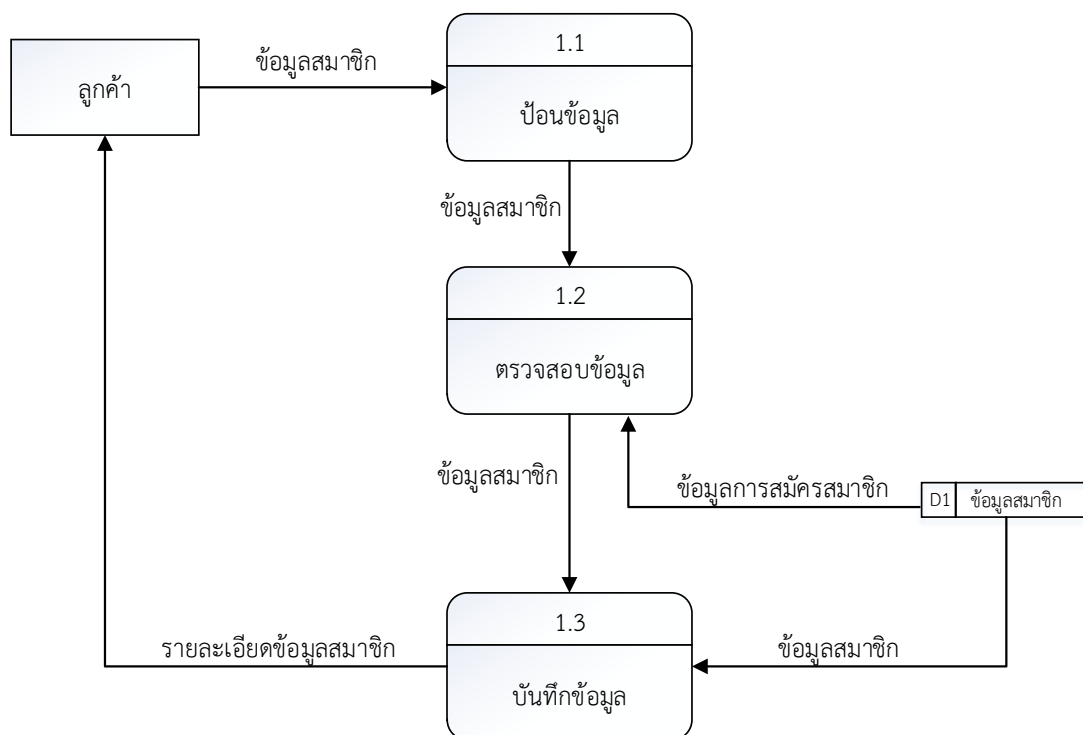 1.1
ข้อมูลสมาชิก
ลูกค้า
ป้อนข้อมูล
ข้อมูลสมาชิก
1.2
ตรวจสอบข้อมูล
ข้อมูลสมาชิก
ข้อมูลการสมัครสมาชิก
D1 ข้อมูลสมาชิก
1.3
รายละเอียดข้อมูลสมาชิก
ข้อมูลสมาชิก
บันทึกข้อมูล